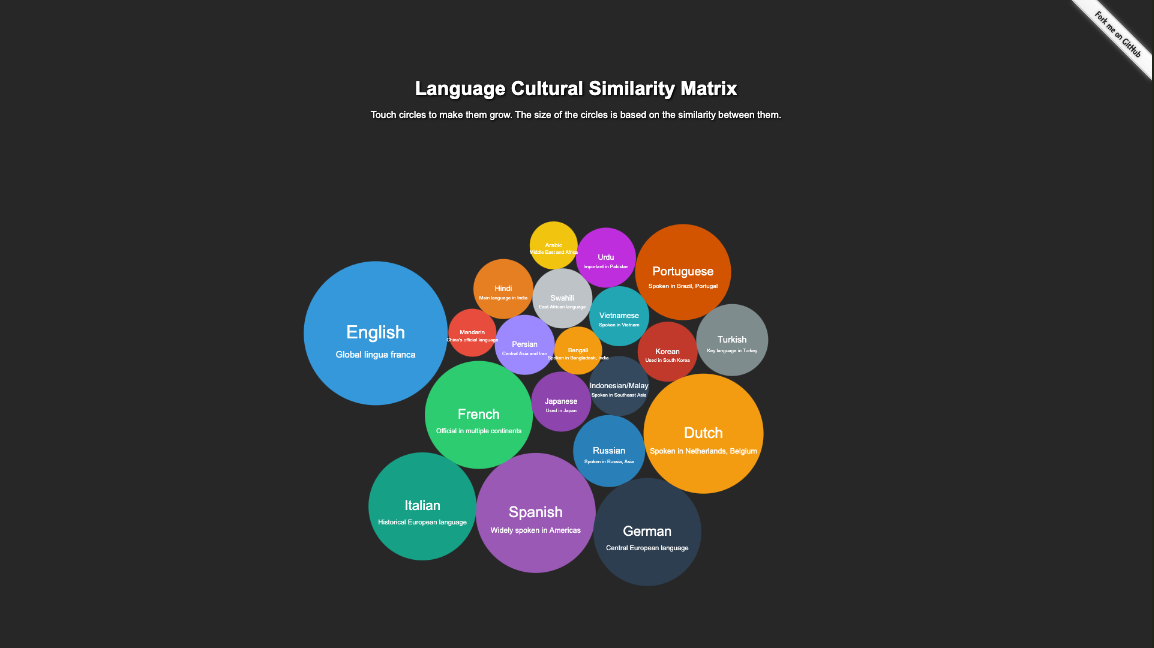 Fork me on GitHub
Language Cultural Similarity Matrix
Touch circles to make them grow. The size of the circles is based on the similarity between them.
Arabic
Middle East and Africa
Urdu
Important in Pakistan
Portuguese
Spoken in Brazil, Portugal
Hindi
Main language in India
Swahili
East African language
Vietnamese
Spoken in Vietnam
English
Global lingua franca
Mandarin
China's official language
Persian
Central Asia and Iran
Bengali
Spoken in Bangladesh, India
Korean
Used in South Korea
Turkish
Key language in Turkey
Indonesian/Malay
Spoken in Southeast Asia
French
Official in multiple continents
Japanese
Used in Japan
Dutch
Spoken in Netherlands, Belgium
Russian
Spoken in Russia, Asia
Italian
Historical European language
Spanish
Widely spoken in Americas
German
Central European language